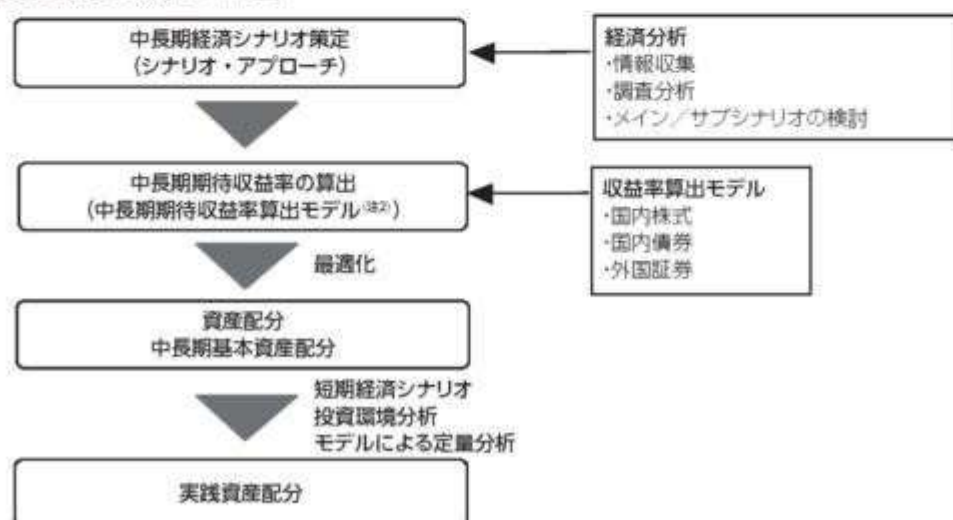 中長期経済シナリオ策定
(シナリオ・アプローチ)
経済分析
・情報収集
・調査分析
・メイン/サブシナリオの検討
中長期期待収益率の算出
(中長期期待収益率算出モデル(注2))
収益率算出モデル
・国内株式
・国内債券
・外国証券
最適化
資産配分
中長期基本資産配分
短期経済シナリオ
投資環境分析
モデルによる定量分析
実践資産配分